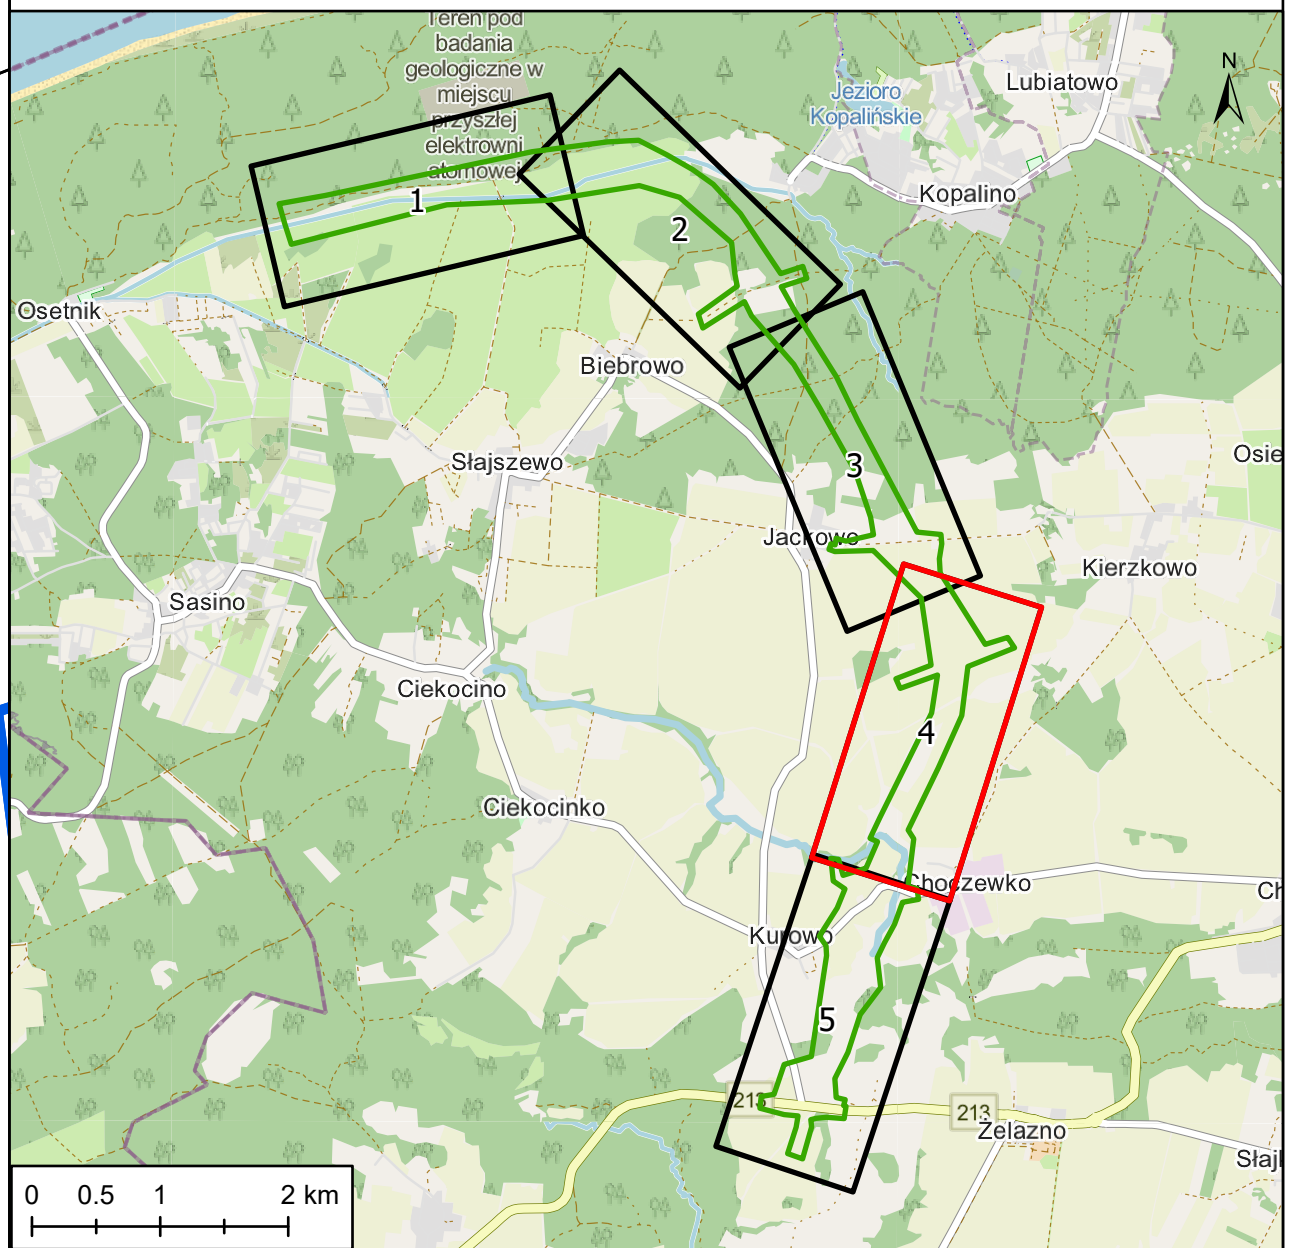 Teren pod
badania
geologiczne w
miejscu
przyszłej
elektrowni
atomowej
Lubiatowo
N
Jezioro
Kopalińskie
Kopalino
1
2
Osetnik
Biebrowo
Słajszewo
3
Osie
Jackowo
Kierzkowo
Sasino
Ciekocino
4
Ciekocinko
Choczewko
Ch
Kurowo
5
213
213
Żelazno
Słajk
0 0.5 1 2 km